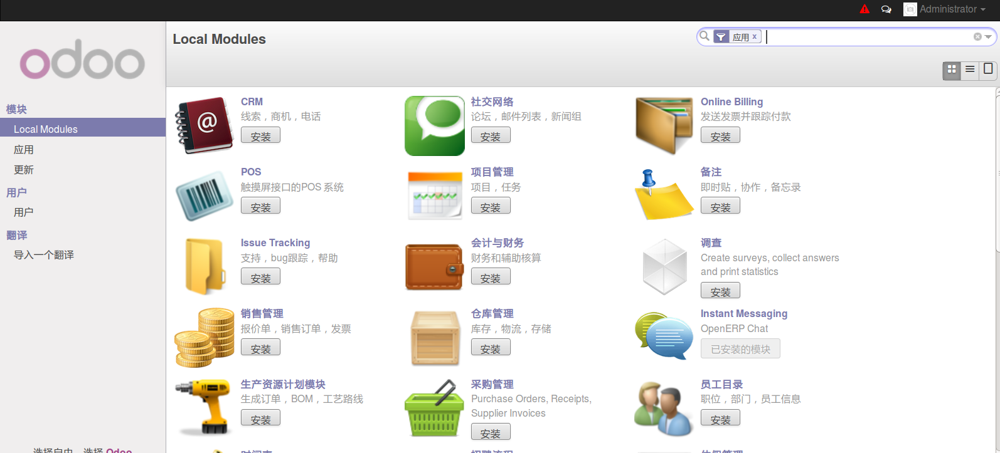 Administrator
odoo
Local Modules
应用 x
模块
Local Modules
应用
更新
用户
用户
翻译
导入一个翻译
CRM
线索，商机，电话
安装
社交网络
论坛，邮件列表，新闻组
安装
Online Billing
发送发票并跟踪付款
安装
POS
触摸屏接口的POS 系统
安装
项目管理
项目，任务
安装
备注
即时贴，协作，备忘录
安装
Issue Tracking
支持，bug跟踪，帮助
安装
会计与财务
财务和辅助核算
安装
调查
Create surveys, collect answers
and print statistics
安装
销售管理
报价单，销售订单，发票
安装
仓库管理
库存，物流，存储
安装
Instant Messaging
OpenERP Chat
已安装的模块
生产资源计划模块
生成订单，BOM，工艺路线
安装
采购管理
Purchase Orders, Receipts,
Supplier Invoices
安装
员工目录
职位，部门，员工信息
安装
选择自由，选择 Odoo
时间表
招聘流程
休假管理